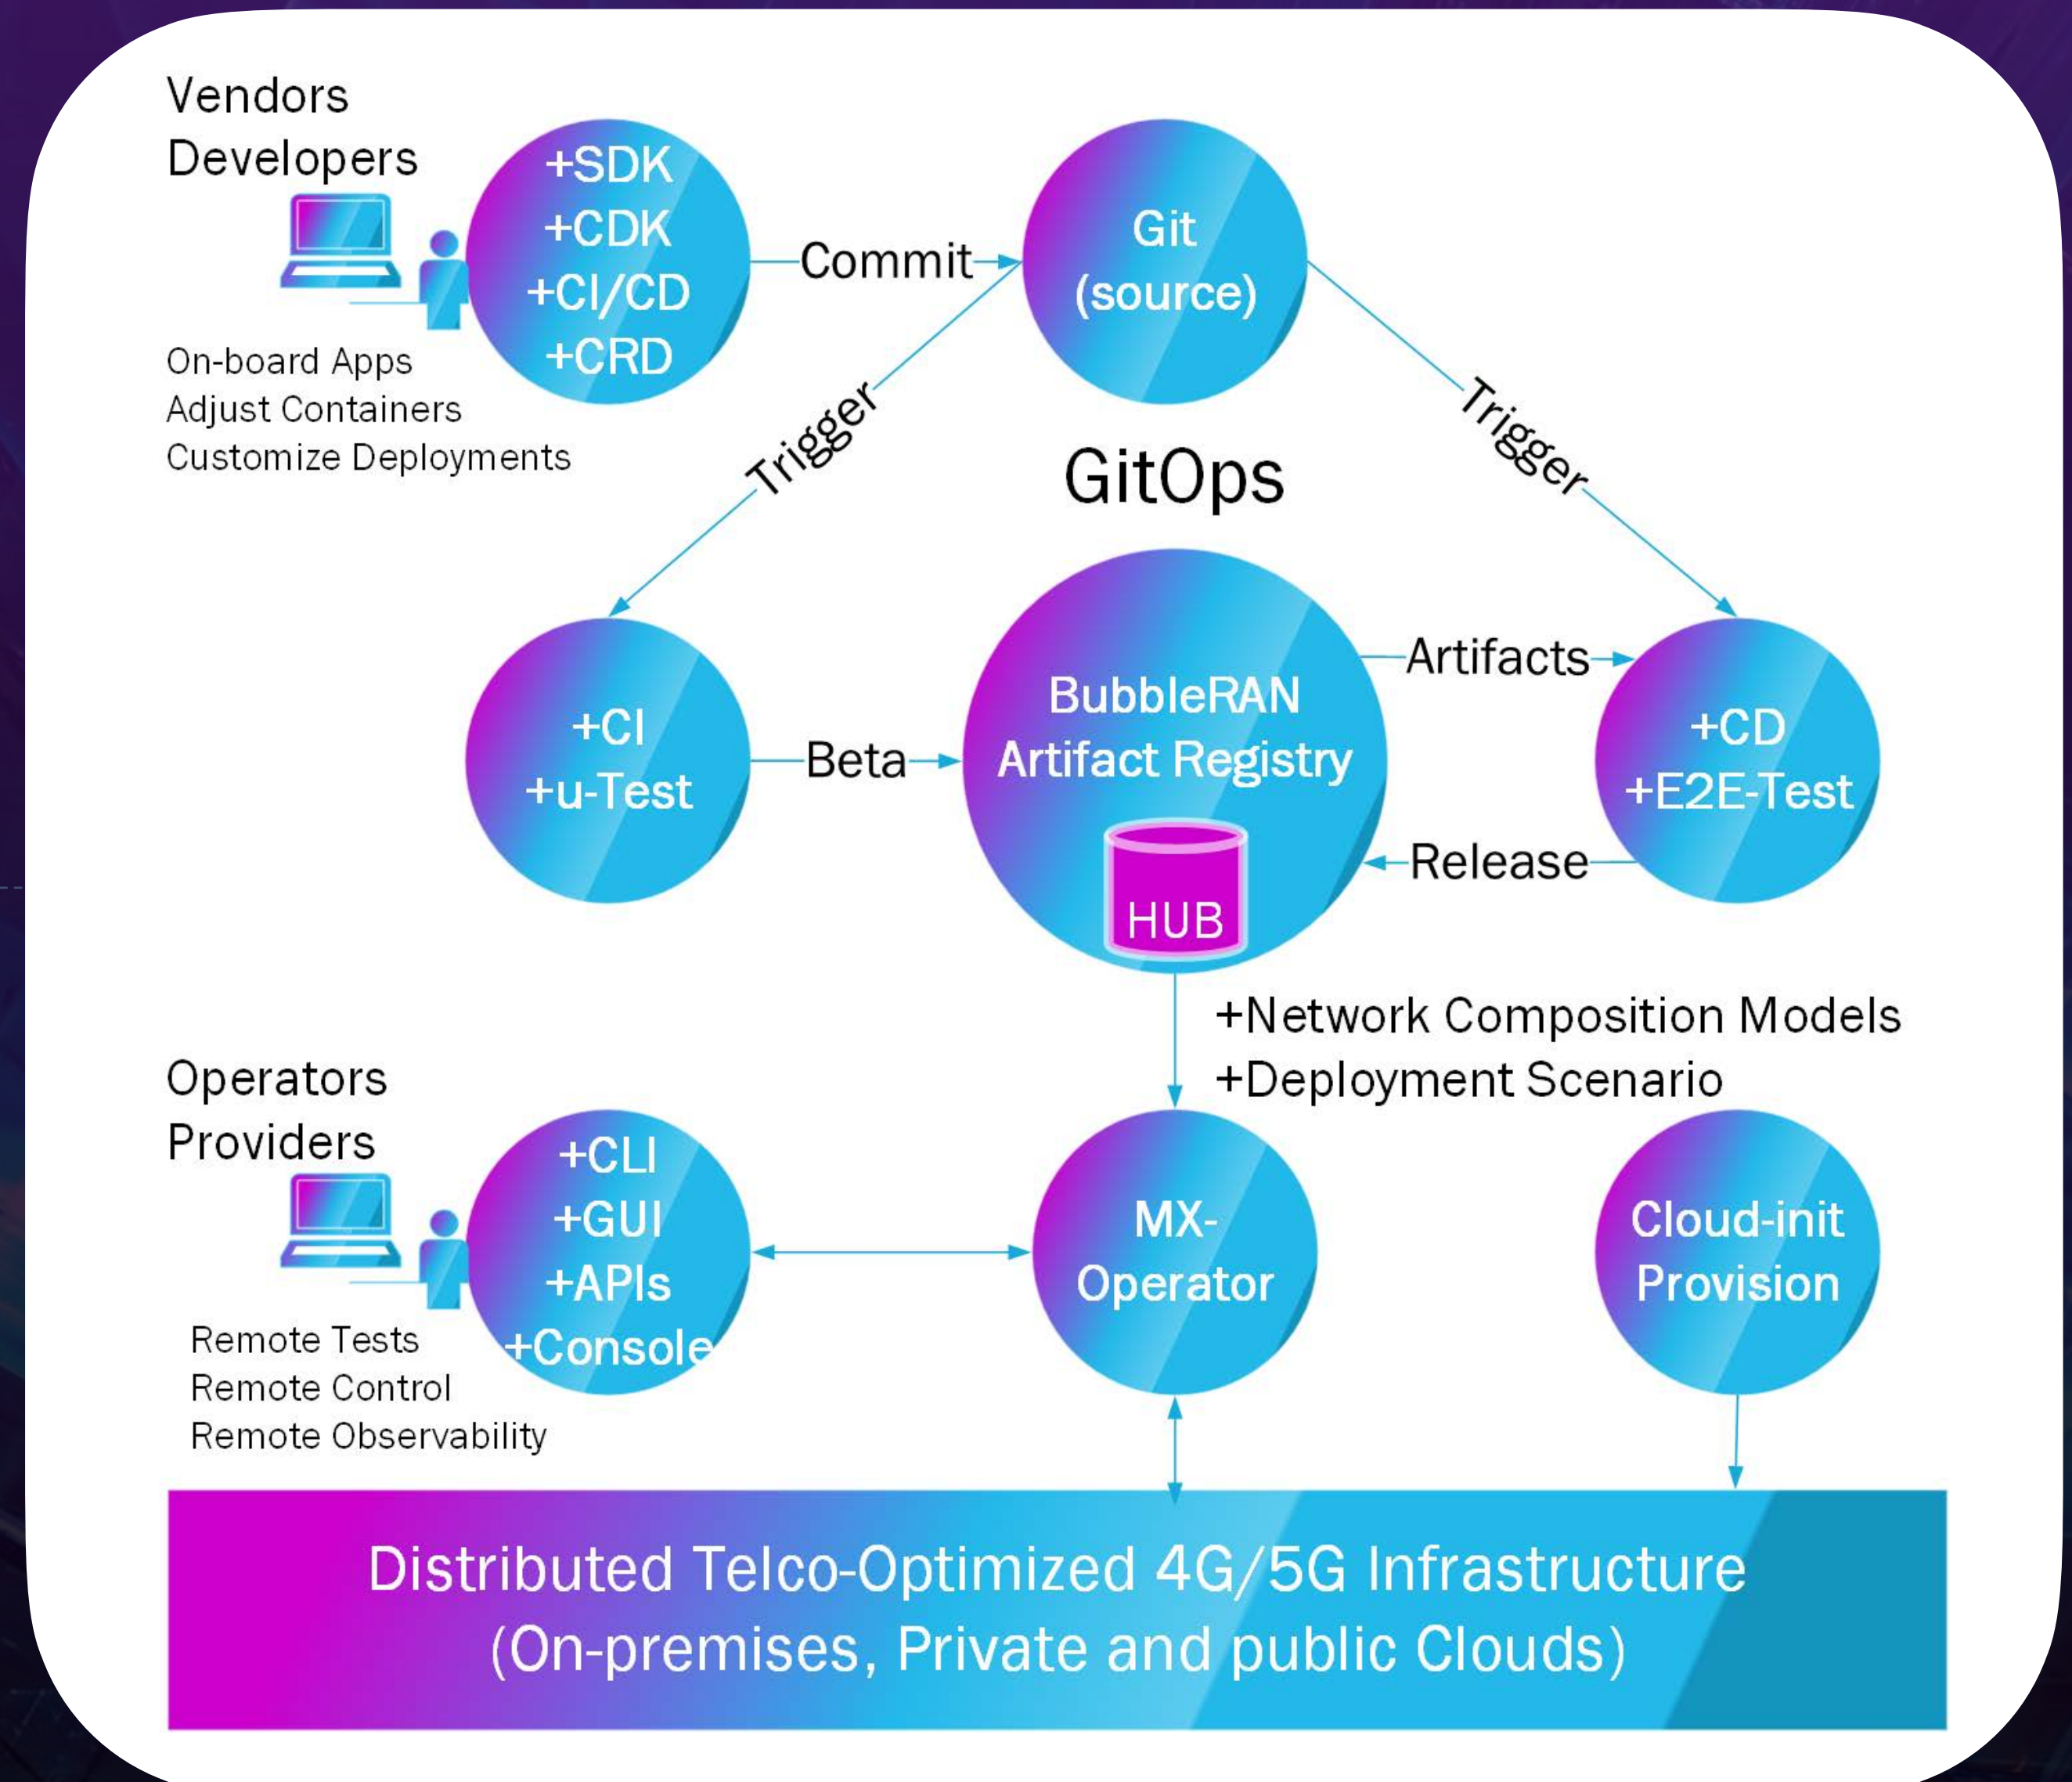 Vendors
Developers
+SDK
+CDK
+CI/CD
+CRD
Commit
Git
(source)
On-board Apps
Adjust Containers
Customize Deployments
Trigger
Trigger
GitOps
+CI
+u-Test
Beta
BubbleRAN
Artifact Registry
HUB
Artifacts
Release
+CD
+E2E-Test
+Network Composition Models
+Deployment Scenario
Operators
Providers
+CLI
+GUI
+APIs
+Console
Remote Tests
Remote Control
Remote Observability
MX-
Operator
Cloud-init
Provision
Distributed Telco-Optimized 4G/5G Infrastructure
(On-premises, Private and public Clouds)